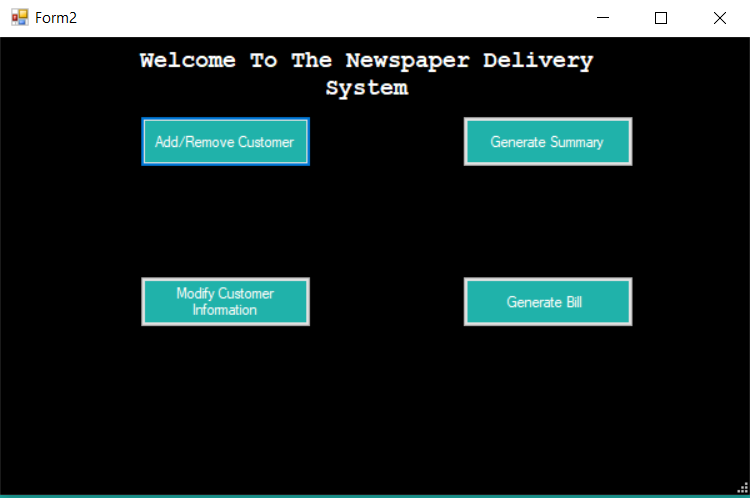 Form2
Welcome To The Newspaper Delivery
System
Add/Remove Customer
Generate Summary
Modify Customer
Information
Generate Bill